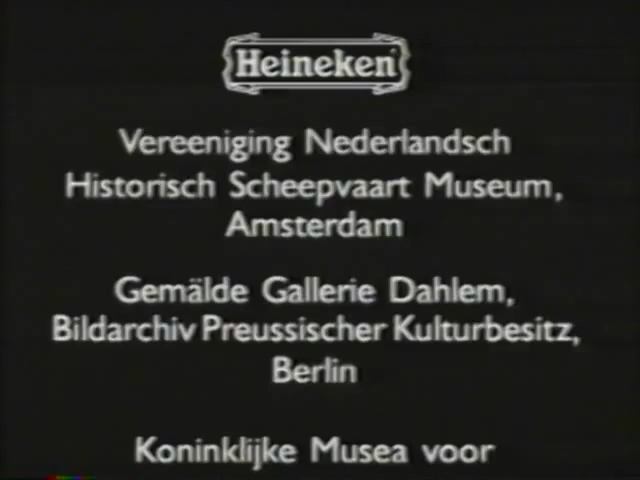 Heineken
Vereeniging Nederlandsch
Historisch Scheepvaart Museum,
Amsterdam
Gemälde Gallerie Dahlem,
Bildarchiv Preussischer Kulturbesitz,
Berlin
Koninklijke Musea voor